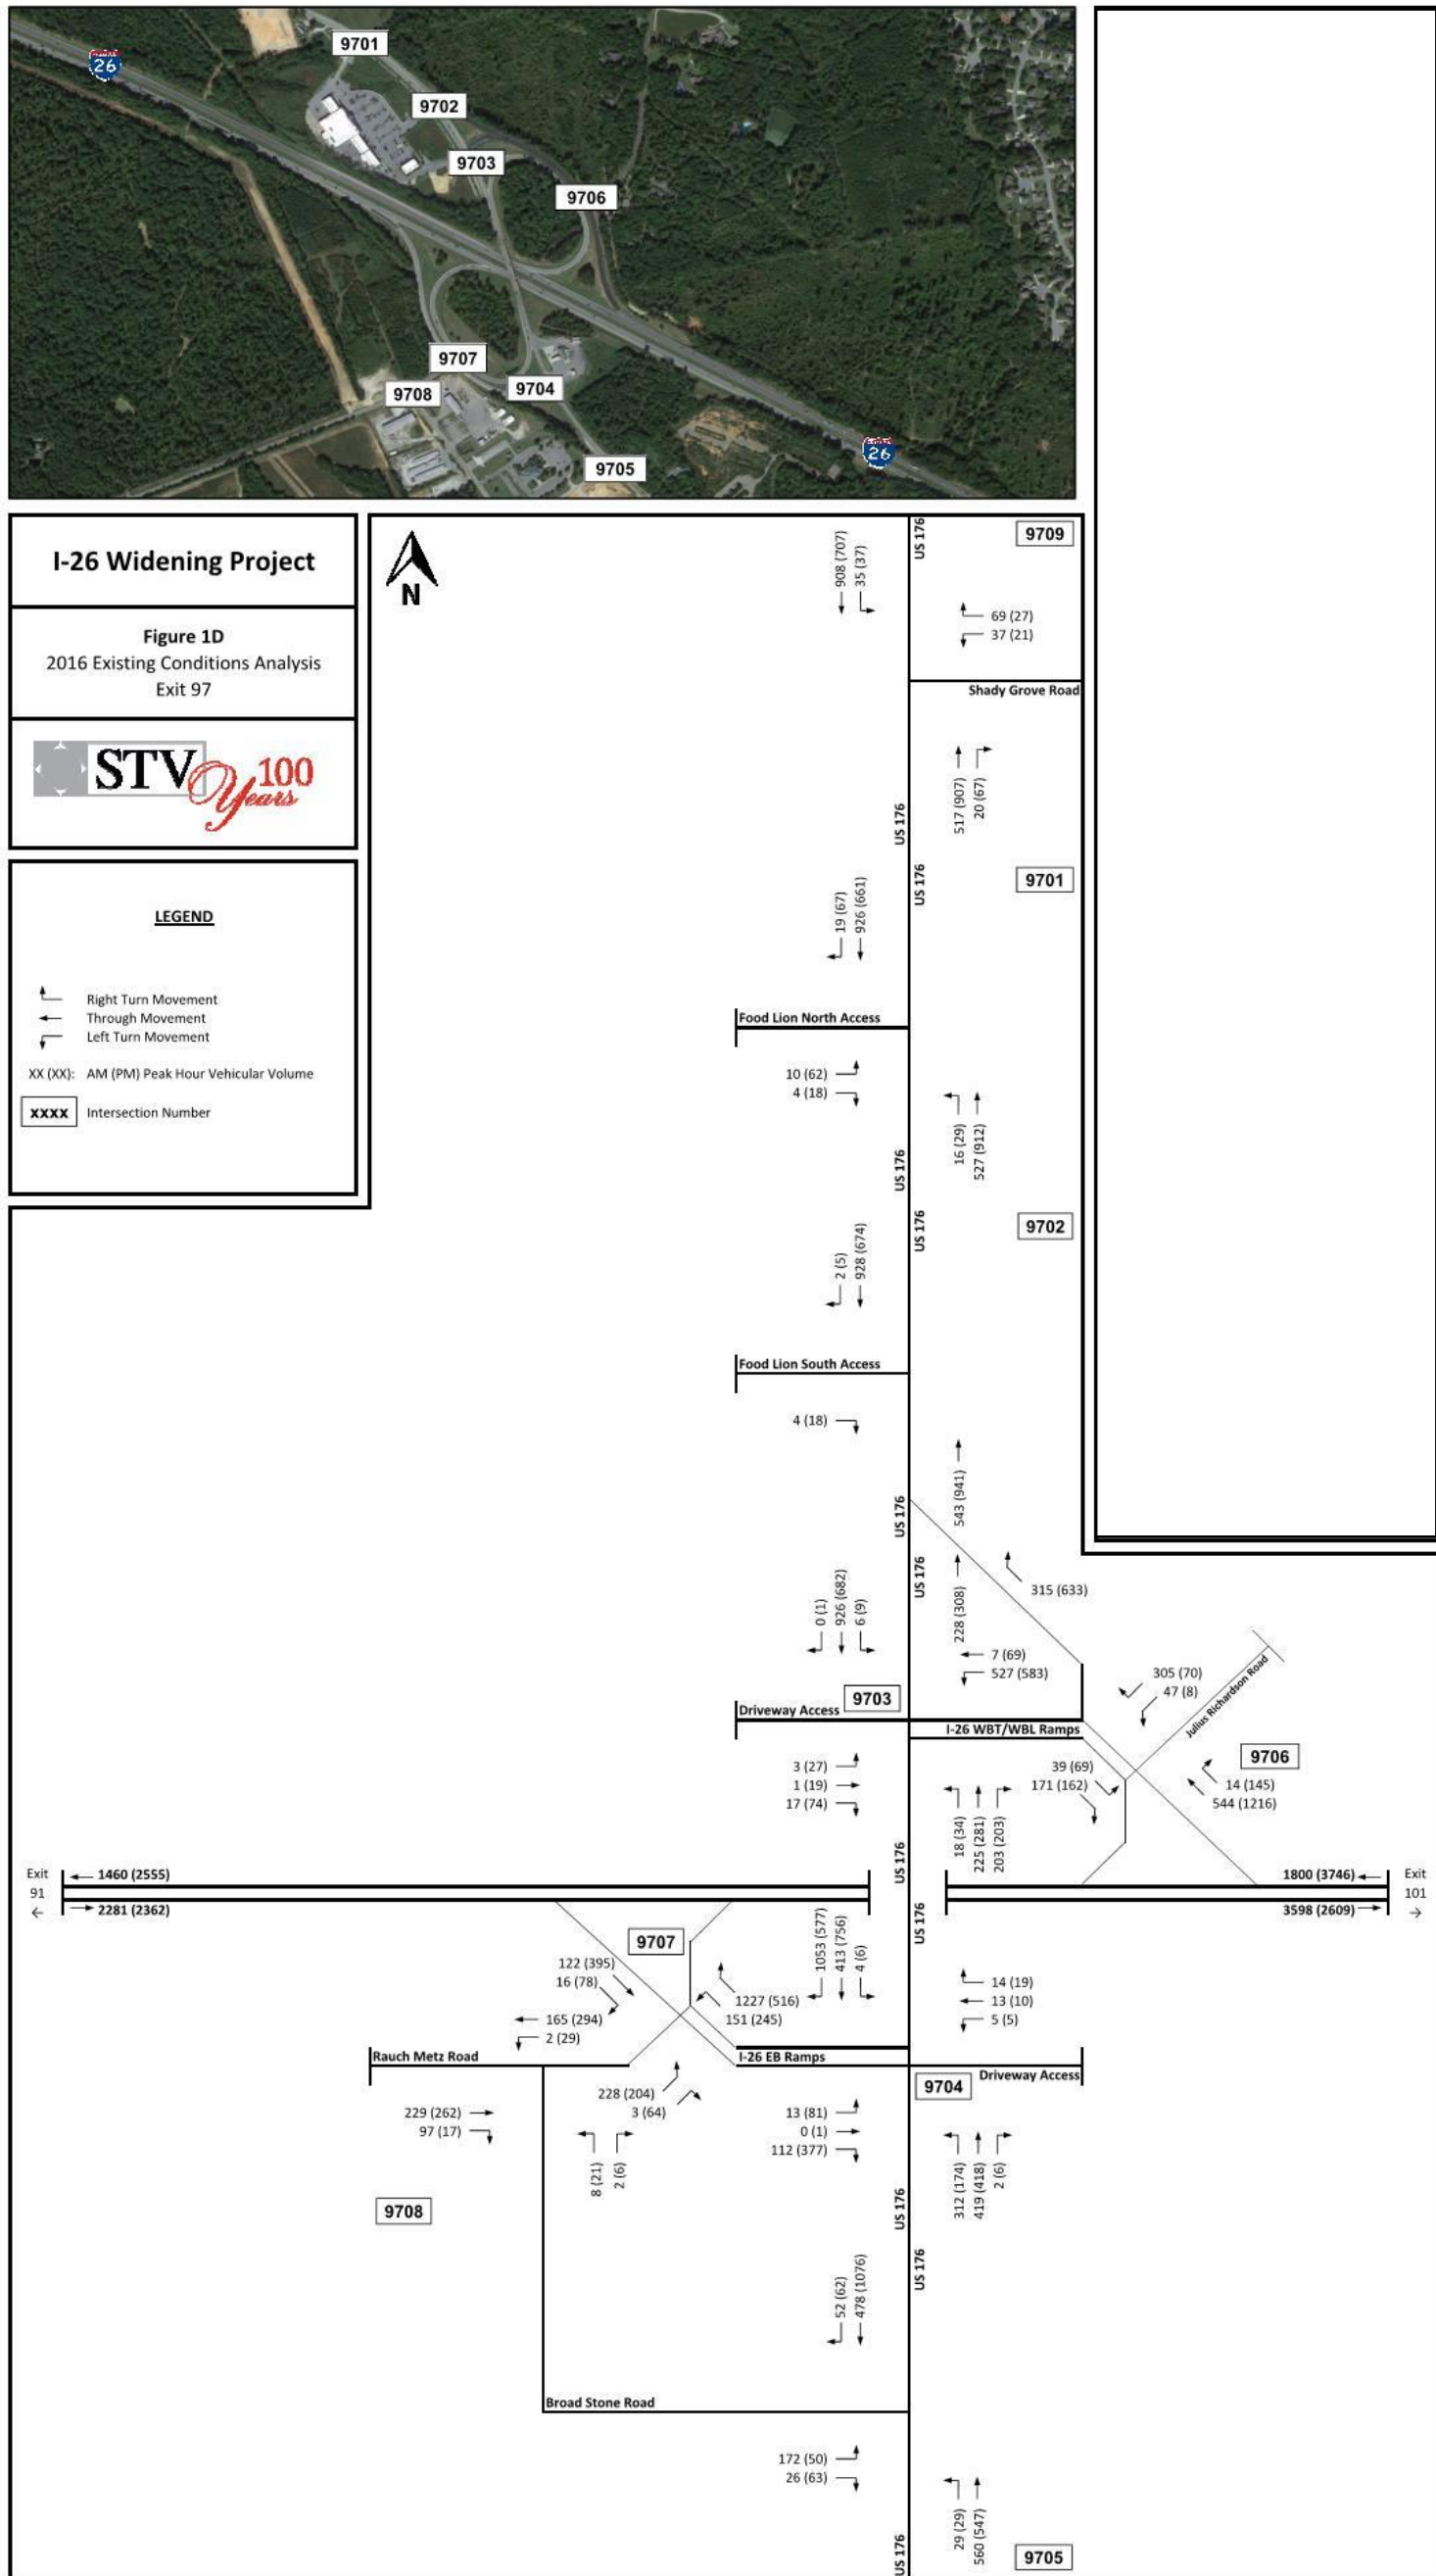 26
9701
9702
9703
9706
9707
9708
9704
9705
26
I-26 Widening Project
Figure 1D
2016 Existing Conditions Analysis
Exit 97
STV 100
Years
LEGEND
Right Turn Movement
Through Movement
Left Turn Movement
XX (XX): AM (PM) Peak Hour Vehicular Volume
XXXX Intersection Number
N
908 (707)
35 (37)
US 176
9709
69 (27)
37 (21)
Shady Grove Road
517 (907)
20 (67)
US 176
US 176
9701
19 (67)
926 (661)
Food Lion North Access
10 (62)
4 (18)
16 (29)
527 (912)
US 176
US 176
9702
2 (5)
928 (674)
Food Lion South Access
4 (18)
543 (941)
US 176
US 176
228 (308)
315 (633)
0 (1)
926 (682)
6 (9)
7 (69)
527 (583)
9703
Driveway Access
I-26 WBT/WBL Ramps
305 (70)
47 (8)
Julius Richardson Road
9706
3 (27)
1 (19)
17 (74)
39 (69)
171 (162)
14 (145)
544 (1216)
18 (34)
225 (281)
203 (203)
US 176
Exit
91
←
1460 (2555)
2281 (2362)
1800 (3746)
3598 (2609)
Exit
101
→
US 176
9707
122 (395)
16 (78)
1227 (516)
151 (245)
1053 (577)
413 (756)
4 (6)
14 (19)
13 (10)
5 (5)
165 (294)
2 (29)
Rauch Metz Road
I-26 EB Ramps
Driveway Access
9704
228 (204)
3 (64)
229 (262)
97 (17)
8 (21)
2 (6)
13 (81)
0 (1)
112 (377)
312 (174)
419 (418)
2 (6)
9708
US 176
US 176
52 (62)
478 (1076)
Broad Stone Road
172 (50)
26 (63)
29 (29)
560 (547)
US 176
9705